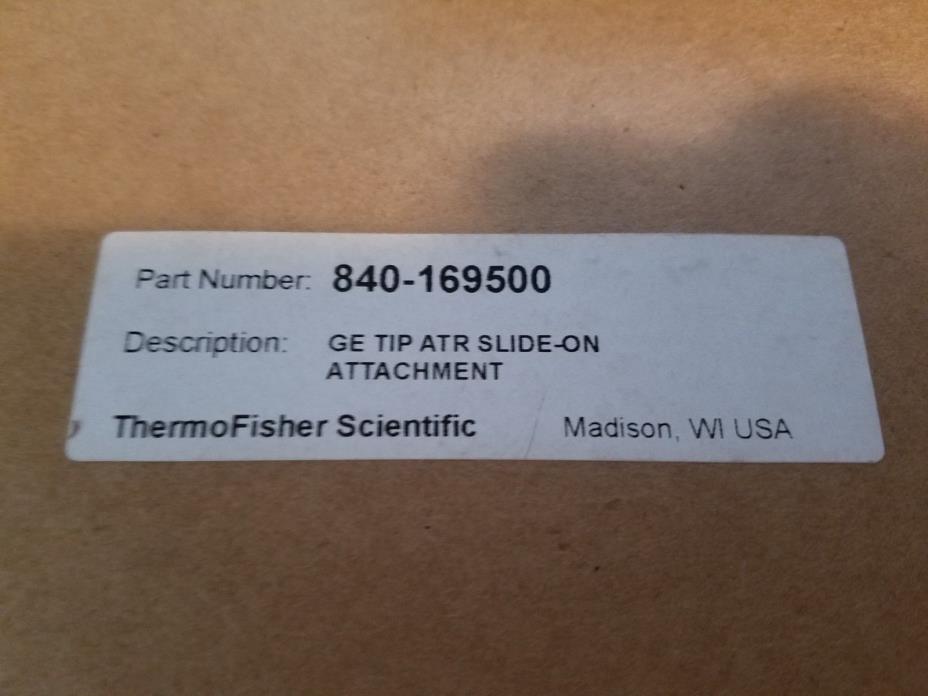 Part Number: 840-169500
Description: GE TIP ATR SLIDE-ON
ATTACHMENT
ThermoFisher Scientific Madison, WI USA